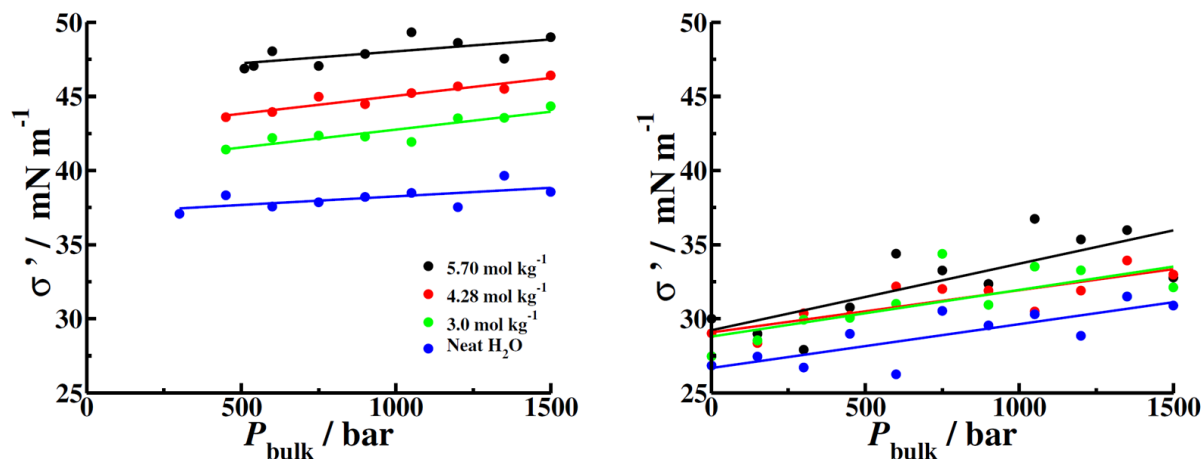 50
45
40
35
30
25
σ' / mN m⁻¹
5.70 mol kg⁻¹
4.28 mol kg⁻¹
3.0 mol kg⁻¹
Neat H₂O
0 500 1000 1500
P_bulk / bar
50
45
40
35
30
25
σ' / mN m⁻¹
0 500 1000 1500
P_bulk / bar